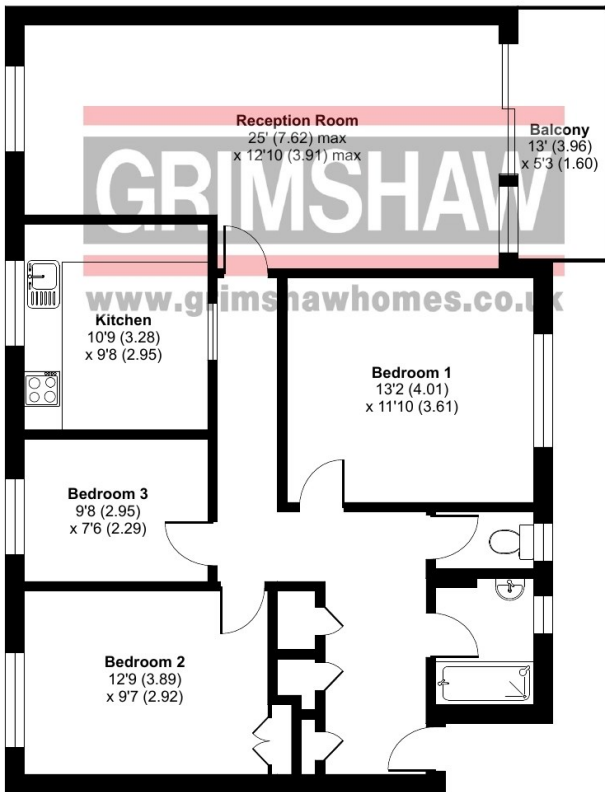 Reception Room
25' (7.62) max
x 12'10 (3.91) max
Balcony
13' (3.96)
x 5'3 (1.60)
GRIMSHAW
www.grimshawhomes.co.uk
Kitchen
10'9 (3.28)
x 9'8 (2.95)
Bedroom 1
13'2 (4.01)
x 11'10 (3.61)
Bedroom 3
9'8 (2.95)
x 7'6 (2.29)
Bedroom 2
12'9 (3.89)
x 9'7 (2.92)